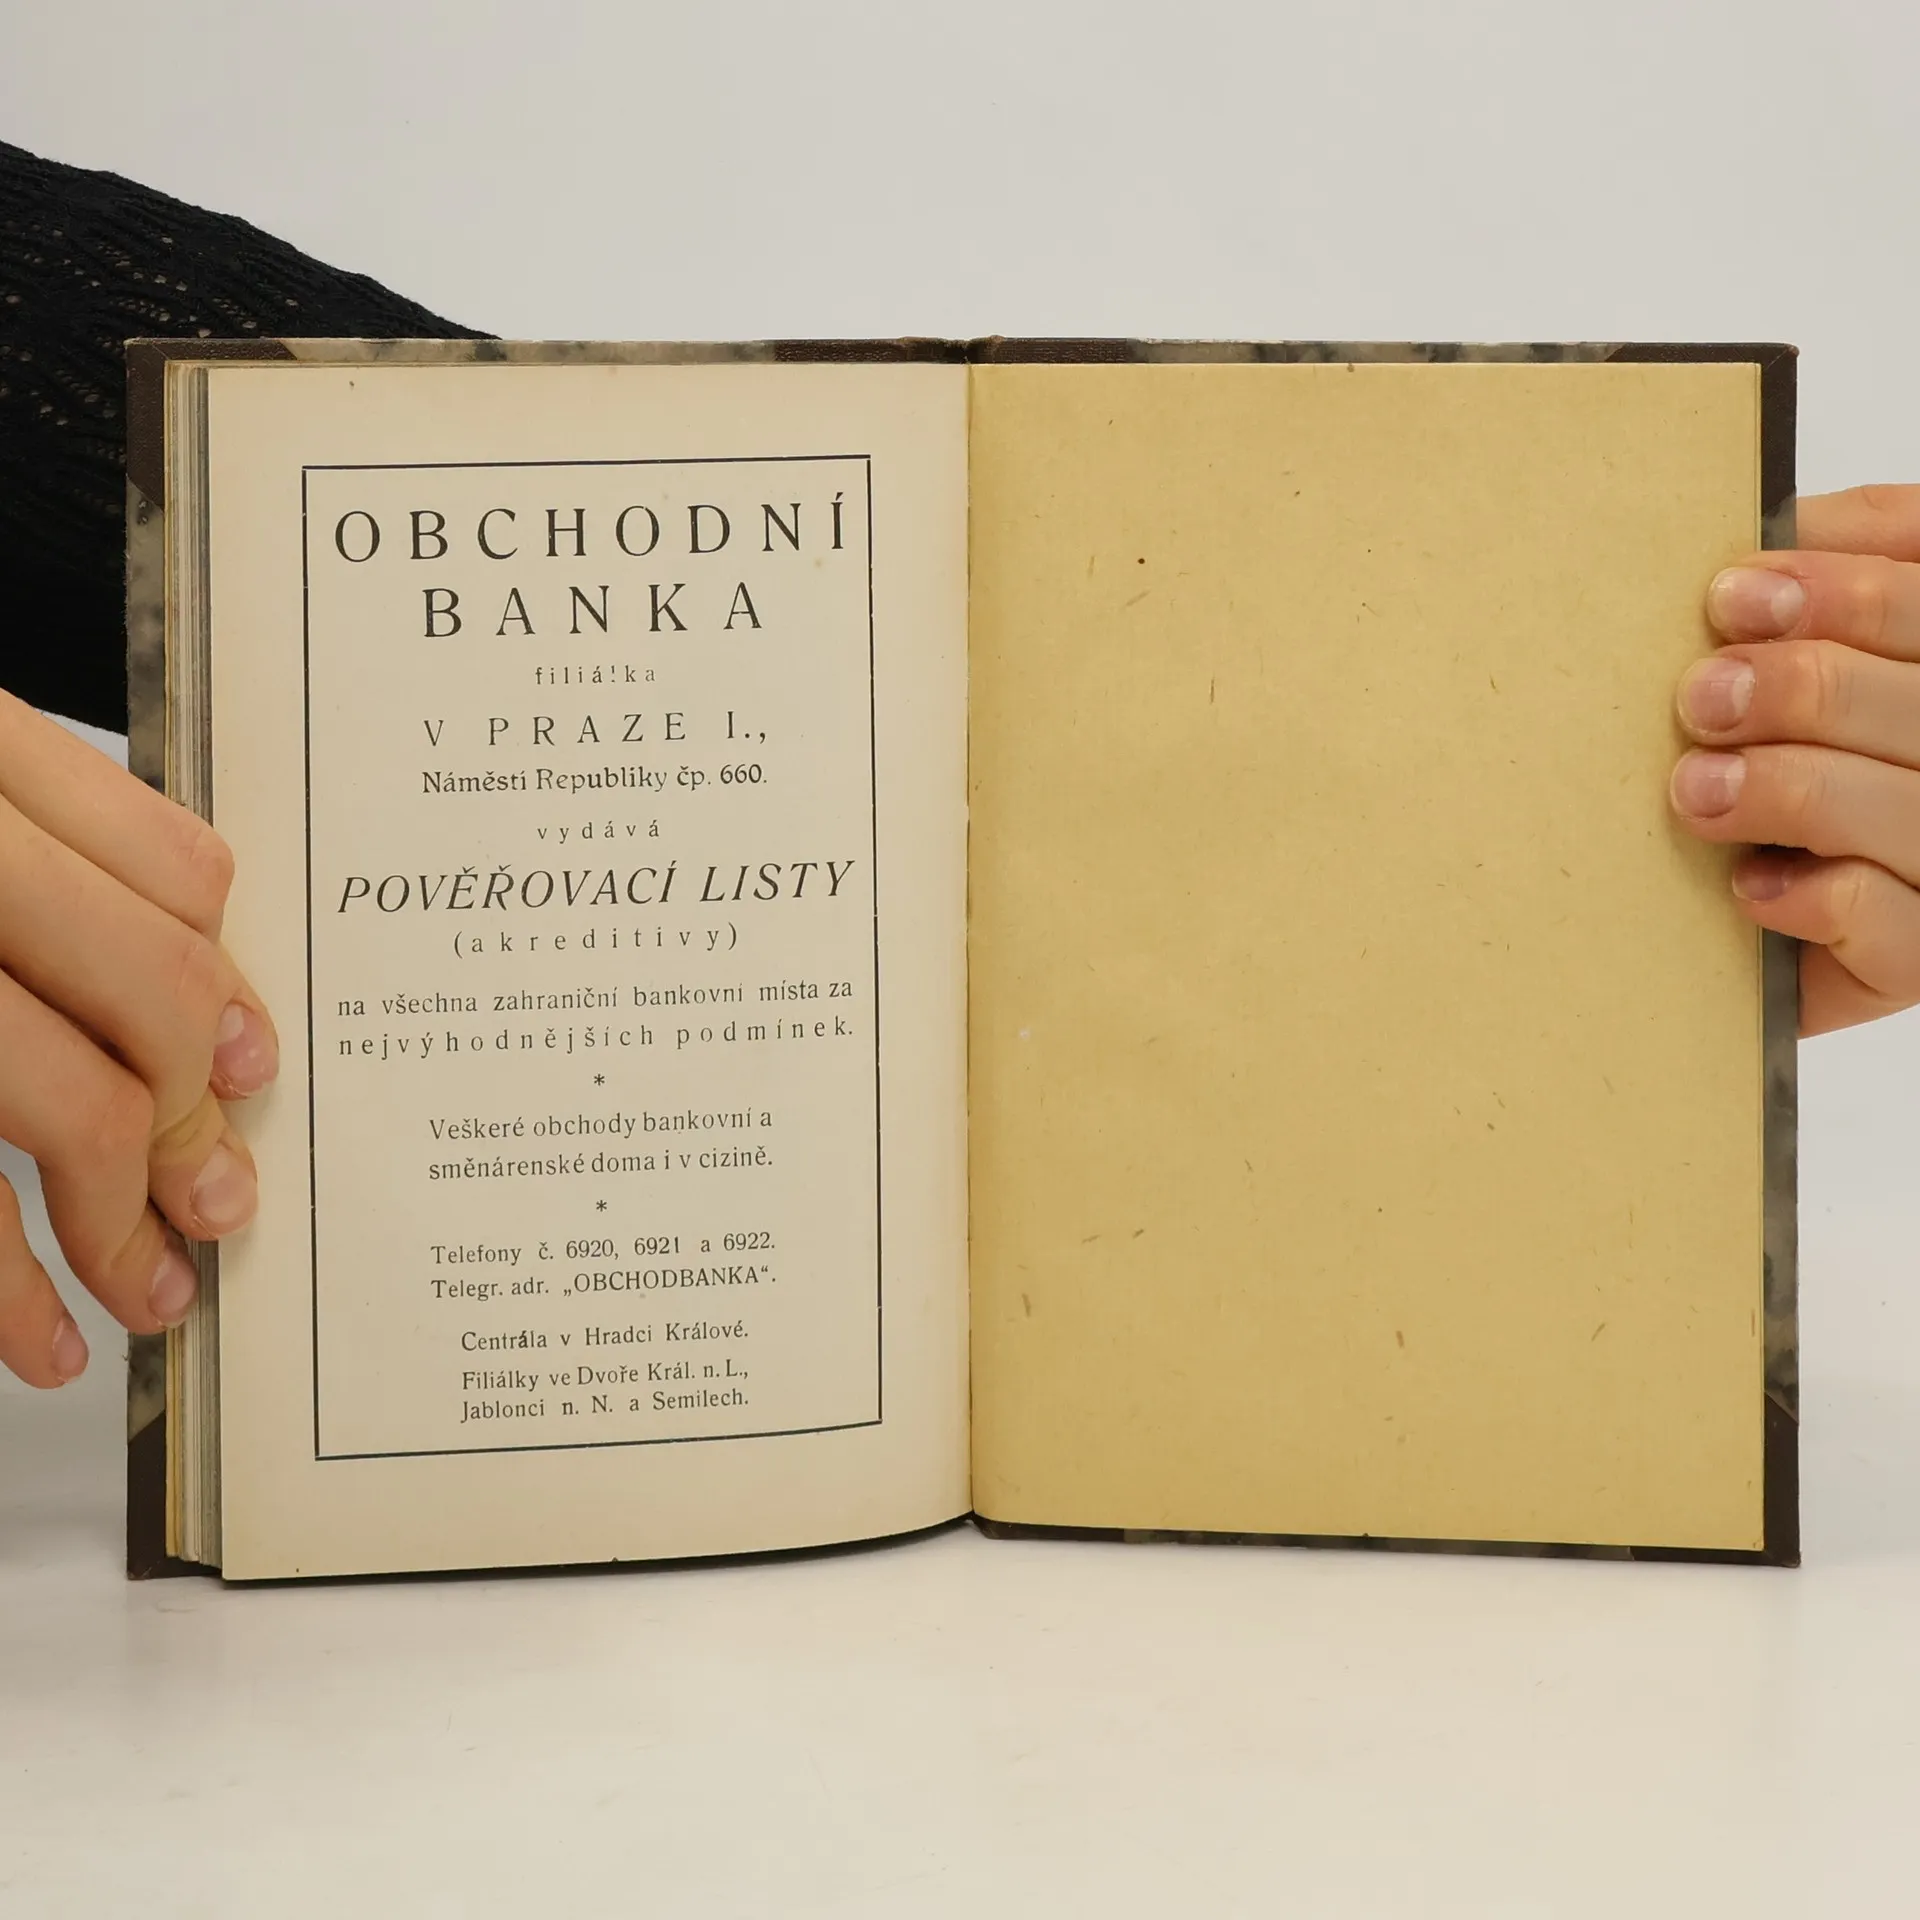 OBCHODNÍ
BANKA
filiálka
V PRAZE I.,
Náměstí Republiky čp. 660.
vydává
POVĚŘOVACÍ LISTY
(akreditivy)
na všechna zahraniční bankovní místa za
nejvýhodnějších podmínek.
*
Veškeré obchody bankovní a
směnárenské doma i v cizině.
*
Telefony č. 6920, 6921 a 6922.
Telegr. adr. „OBCHODBANKA“.
Centrála v Hradci Králové.
Filiálky ve Dvoře Král. n. L.,
Jablonci n. N. a Semilech.